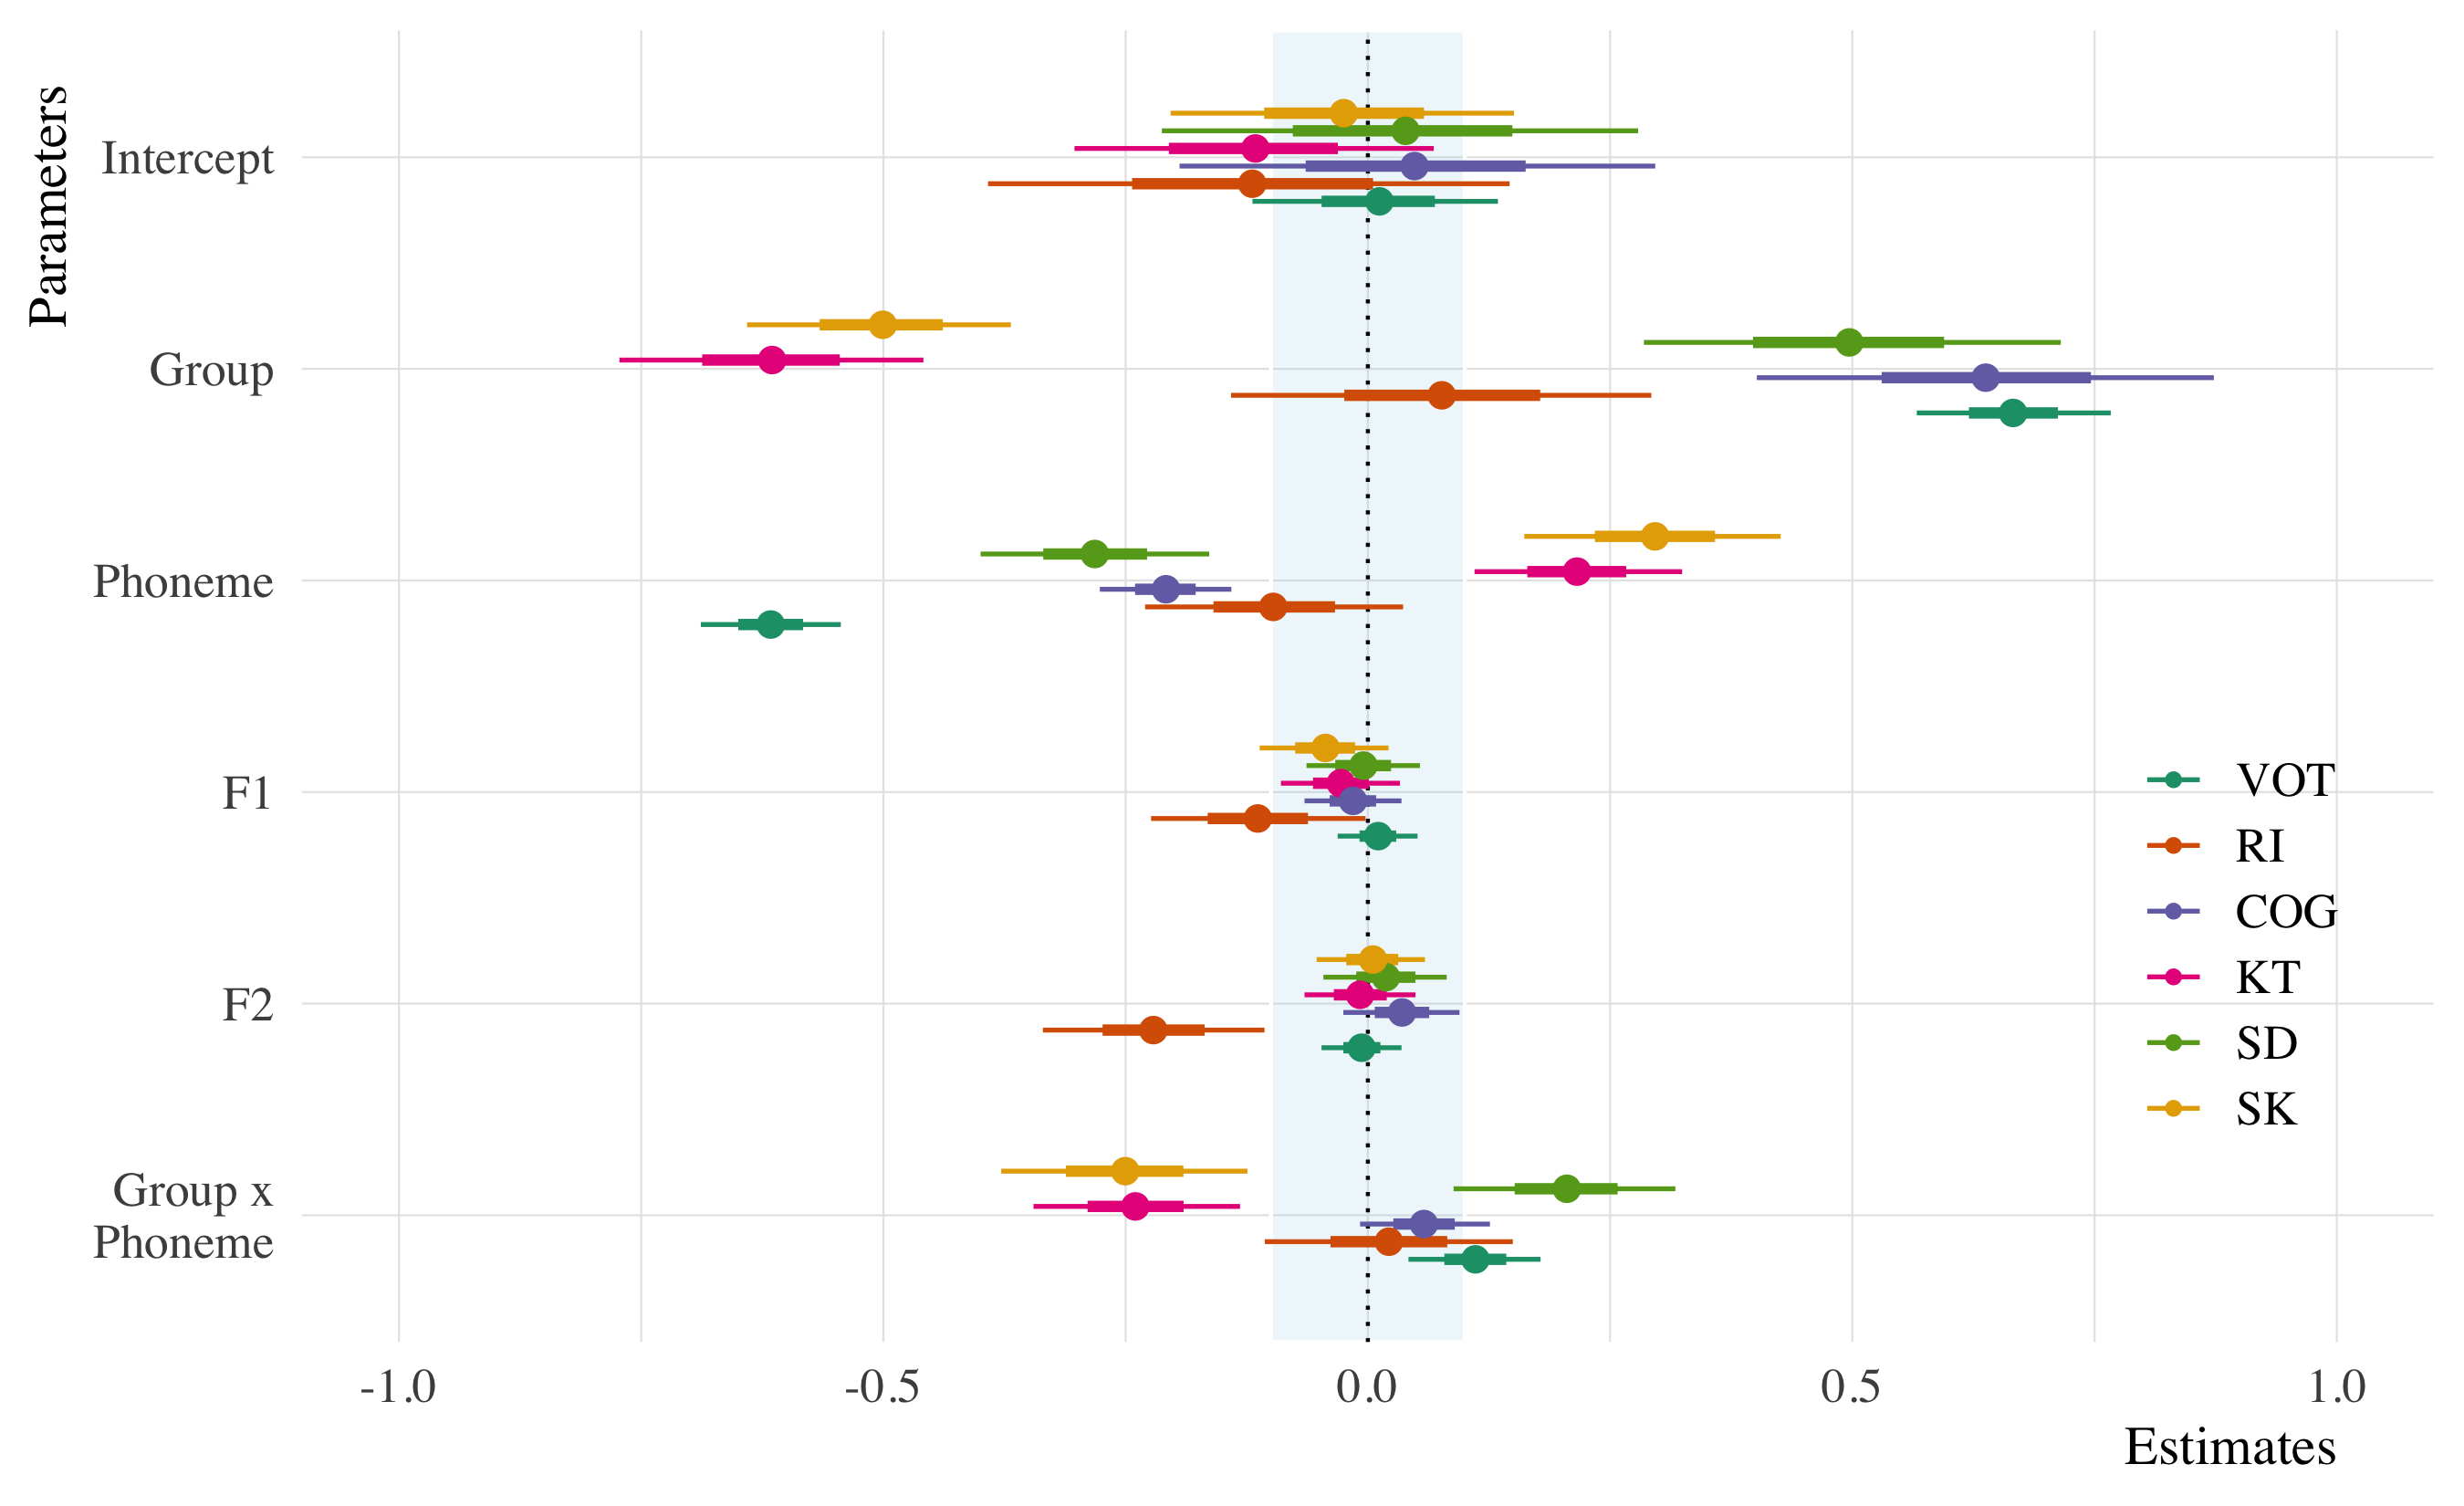 Parameters
Intercept
Group
Phoneme
F1
F2
Group x
Phoneme
VOT
RI
COG
KT
SD
SK
-1.0
-0.5
0.0
0.5
1.0
Estimates